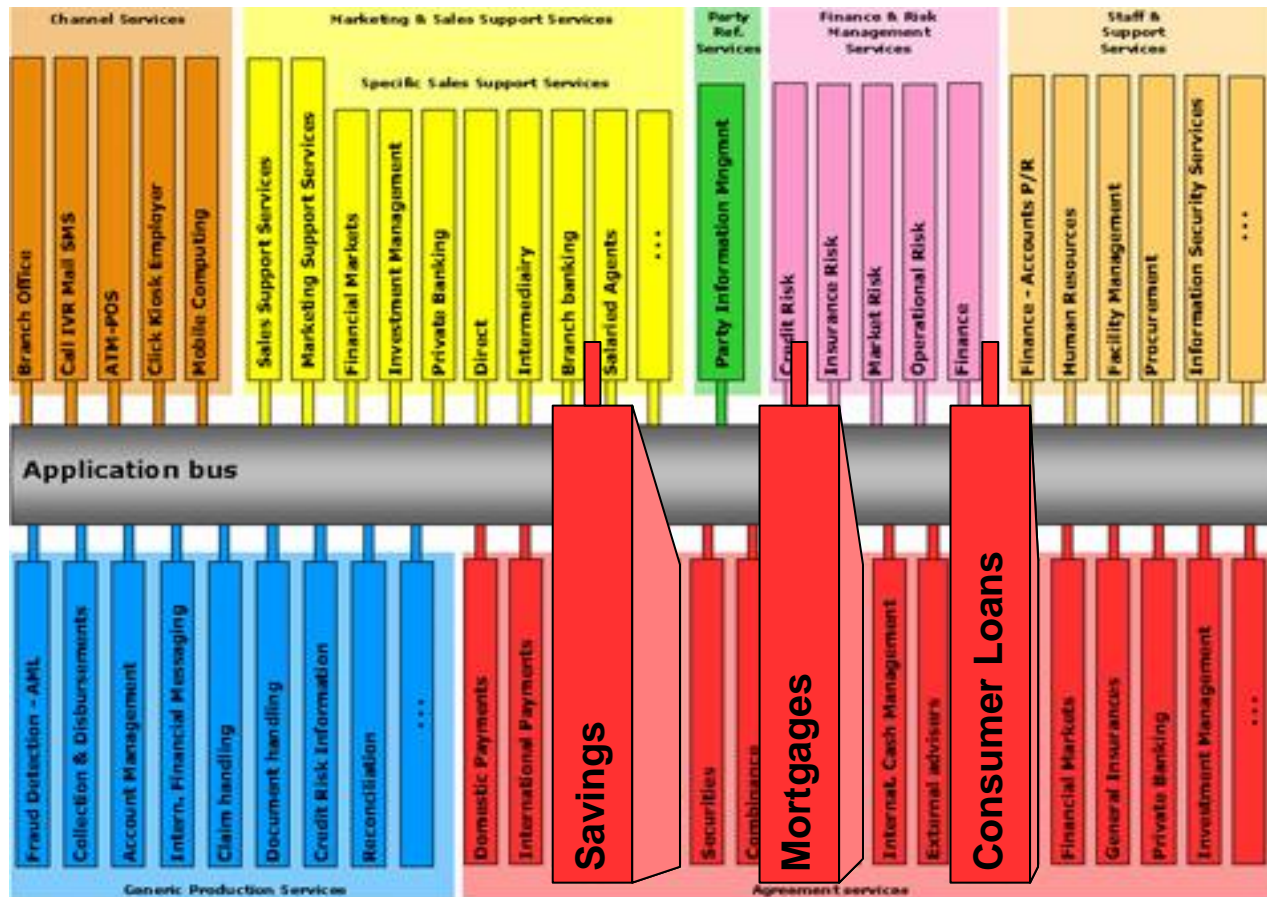 Channel Services
Marketing & Sales Support Services
Party
Ref.
Services
Finance & Risk
Management
Services
Staff &
Support
Services
Specific Sales Support Services
Branch Office
Call IVR Mail SMS
ATM-POS
Click Kiosk Employer
Mobile Computing
Sales Support Services
Marketing Support Services
Financial Markets
Investment Management
Private Banking
Direct
Intermediairy
Branch banking
Salaried Agents
...
Party Information Mngmnt
Credit Risk
Insurance Risk
Market Risk
Operational Risk
Finance
Finance - Accounts P/R
Human Resources
Facility Management
Procurement
Information Security Services
...
Application bus
Fraud Detection - AML
Collection & Disbursements
Account Management
Intern. Financial Messaging
Claim handling
Document handling
Credit Risk Information
Reconciliation
...
Domestic Payments
International Payments
Savings
Securities
Combinance
Mortgages
Internat. Cash Management
External advisers
Consumer Loans
Financial Markets
General Insurances
Private Banking
Investment Management
...
Generic Production Services
Agreement services